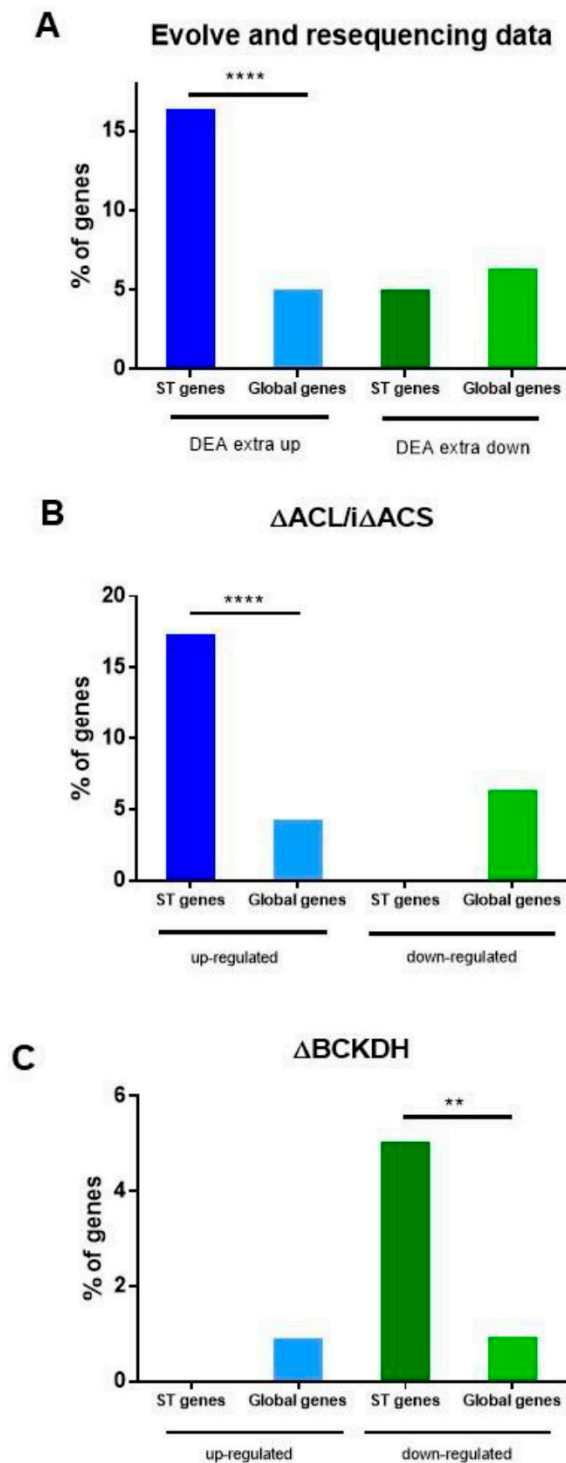 A
Evolve and resequencing data
****
% of genes
15
10
5
0
ST genes
Global genes
ST genes
Global genes
DEA extra up
DEA extra down
B
ΔACL/iΔACS
****
% of genes
20
15
10
5
0
ST genes
Global genes
ST genes
Global genes
up-regulated
down-regulated
C
ΔBCKDH
**
% of genes
6
4
2
0
ST genes
Global genes
ST genes
Global genes
up-regulated
down-regulated